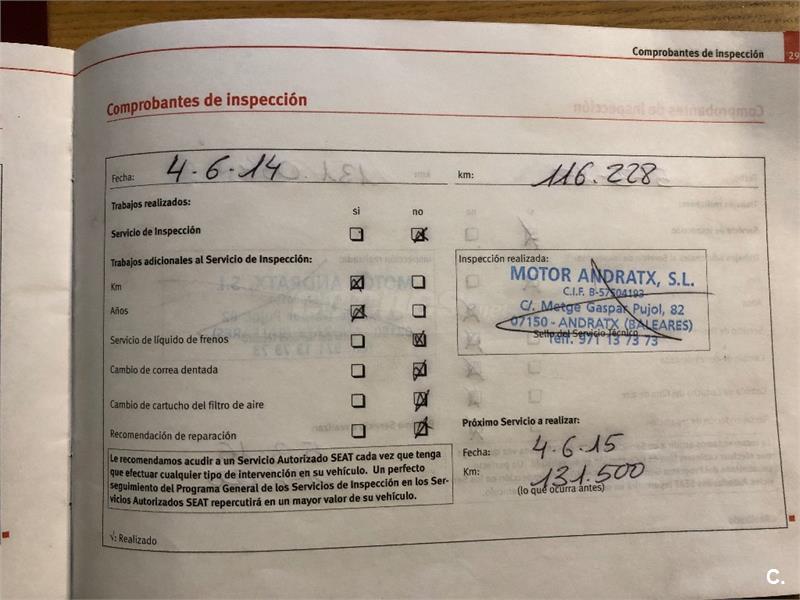 Comprobantes de inspección 29
Comprobantes de inspección
Fecha: 4.6.14 km: 116.228
Trabajos realizados:
si no
Servicio de Inspección
Trabajos adicionales al Servicio de Inspección:
Km
Años
Servicio de líquido de frenos
Cambio de correa dentada
Cambio de cartucho del filtro de aire
Recomendación de reparación
Inspección realizada:
MOTOR ANDRATX, S.L.
C.I.F. B-57504193
C/. Metge Gaspar Pujol, 82
07150 - ANDRATX (BALEARES)
Sello del Servicio Técnico
Telf. 971 13 73 73
Próximo Servicio a realizar:
Fecha: 4.6.15
Km: 131.500
(lo que ocurra antes)
Le recomendamos acudir a un Servicio Autorizado SEAT cada vez que tenga
que efectuar cualquier tipo de intervención en su vehículo. Un perfecto
seguimiento del Programa General de los Servicios de Inspección en los Ser-
vicios Autorizados SEAT repercutirá en un mayor valor de su vehículo.
√: Realizado
C.